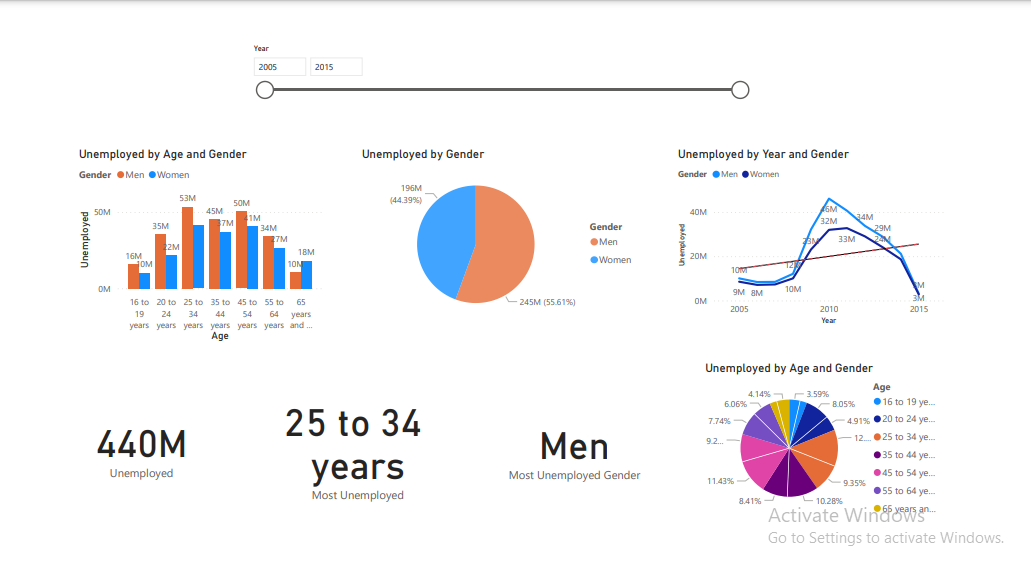 Year
2005 2015
Unemployed by Age and Gender
Gender Men Women
Unemployed
50M
0M
16M
10M
35M
22M
53M
45M
37M
50M
41M
34M
27M
10M
18M
16 to 19 years
20 to 24 years
25 to 34 years
35 to 44 years
45 to 54 years
55 to 64 years
65 years and ...
Age
Unemployed by Gender
196M
(44.39%)
245M (55.61%)
Gender
Men
Women
Unemployed by Year and Gender
Gender Men Women
Unemployed
40M
20M
0M
10M
9M
8M
12M
10M
23M
46M
32M
33M
34M
29M
24M
3M
2005 2010 2015
Year
440M
Unemployed
25 to 34
years
Most Unemployed
Men
Most Unemployed Gender
Unemployed by Age and Gender
3.59%
8.05%
4.91%
12....
9.35%
10.28%
8.41%
11.43%
9.2...
7.74%
6.06%
4.14%
Age
16 to 19 ye...
20 to 24 ye...
25 to 34 ye...
35 to 44 ye...
45 to 54 ye...
55 to 64 ye...
65 years an...
Activate Windows
Go to Settings to activate Windows.